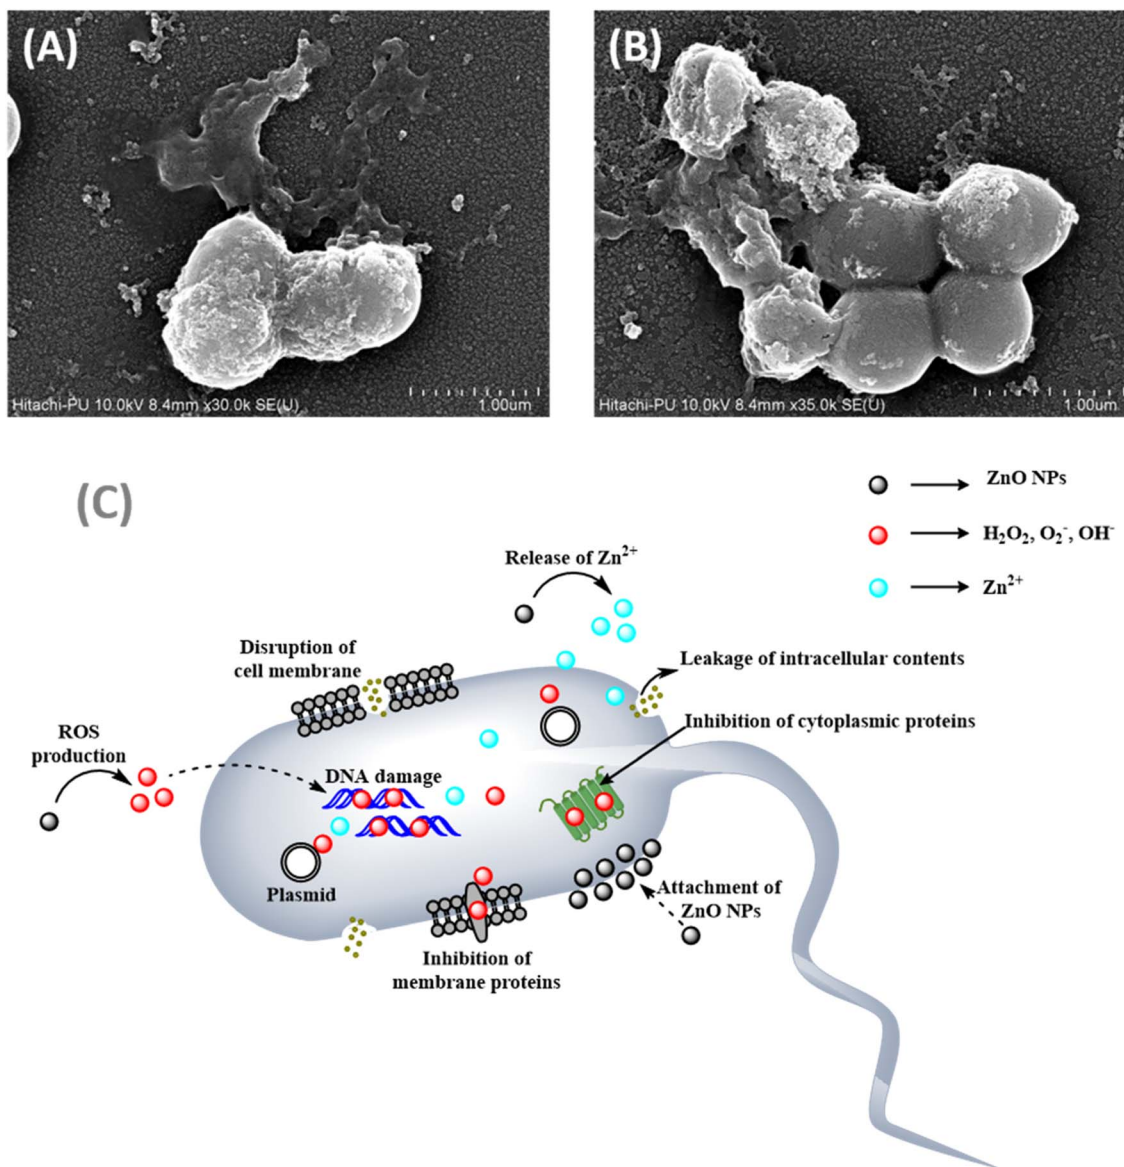 (A)
Hitachi-PU 10.0kV 8.4mm x30.0k SE(U)
1.00um
(B)
Hitachi-PU 10.0kV 8.4mm x35.0k SE(U)
1.00um
(C)
ZnO NPs
H₂O₂, O₂⁻, OH⁻
Zn²⁺
Release of Zn²⁺
Disruption of
cell membrane
Leakage of intracellular contents
ROS
production
Inhibition of cytoplasmic proteins
DNA damage
Plasmid
Attachment of
ZnO NPs
Inhibition of
membrane proteins